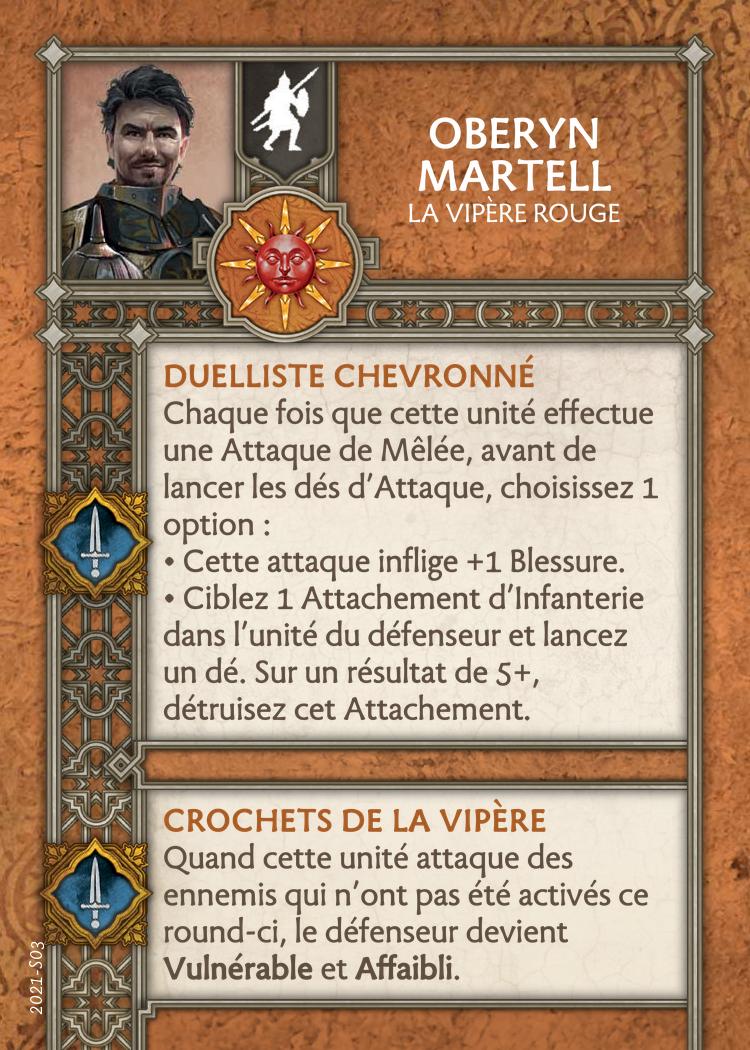 OBERYN
MARTELL
LA VIPÈRE ROUGE
DUELLISTE CHEVRONNÉ
Chaque fois que cette unité effectue
une Attaque de Mêlée, avant de
lancer les dés d'Attaque, choisissez 1
option :
• Cette attaque inflige +1 Blessure.
• Ciblez 1 Attachement d'Infanterie
dans l'unité du défenseur et lancez
un dé. Sur un résultat de 5+,
détruisez cet Attachement.
CROCHETS DE LA VIPÈRE
Quand cette unité attaque des
ennemis qui n'ont pas été activés ce
round-ci, le défenseur devient
Vulnérable et Affaibli.
2021-S03